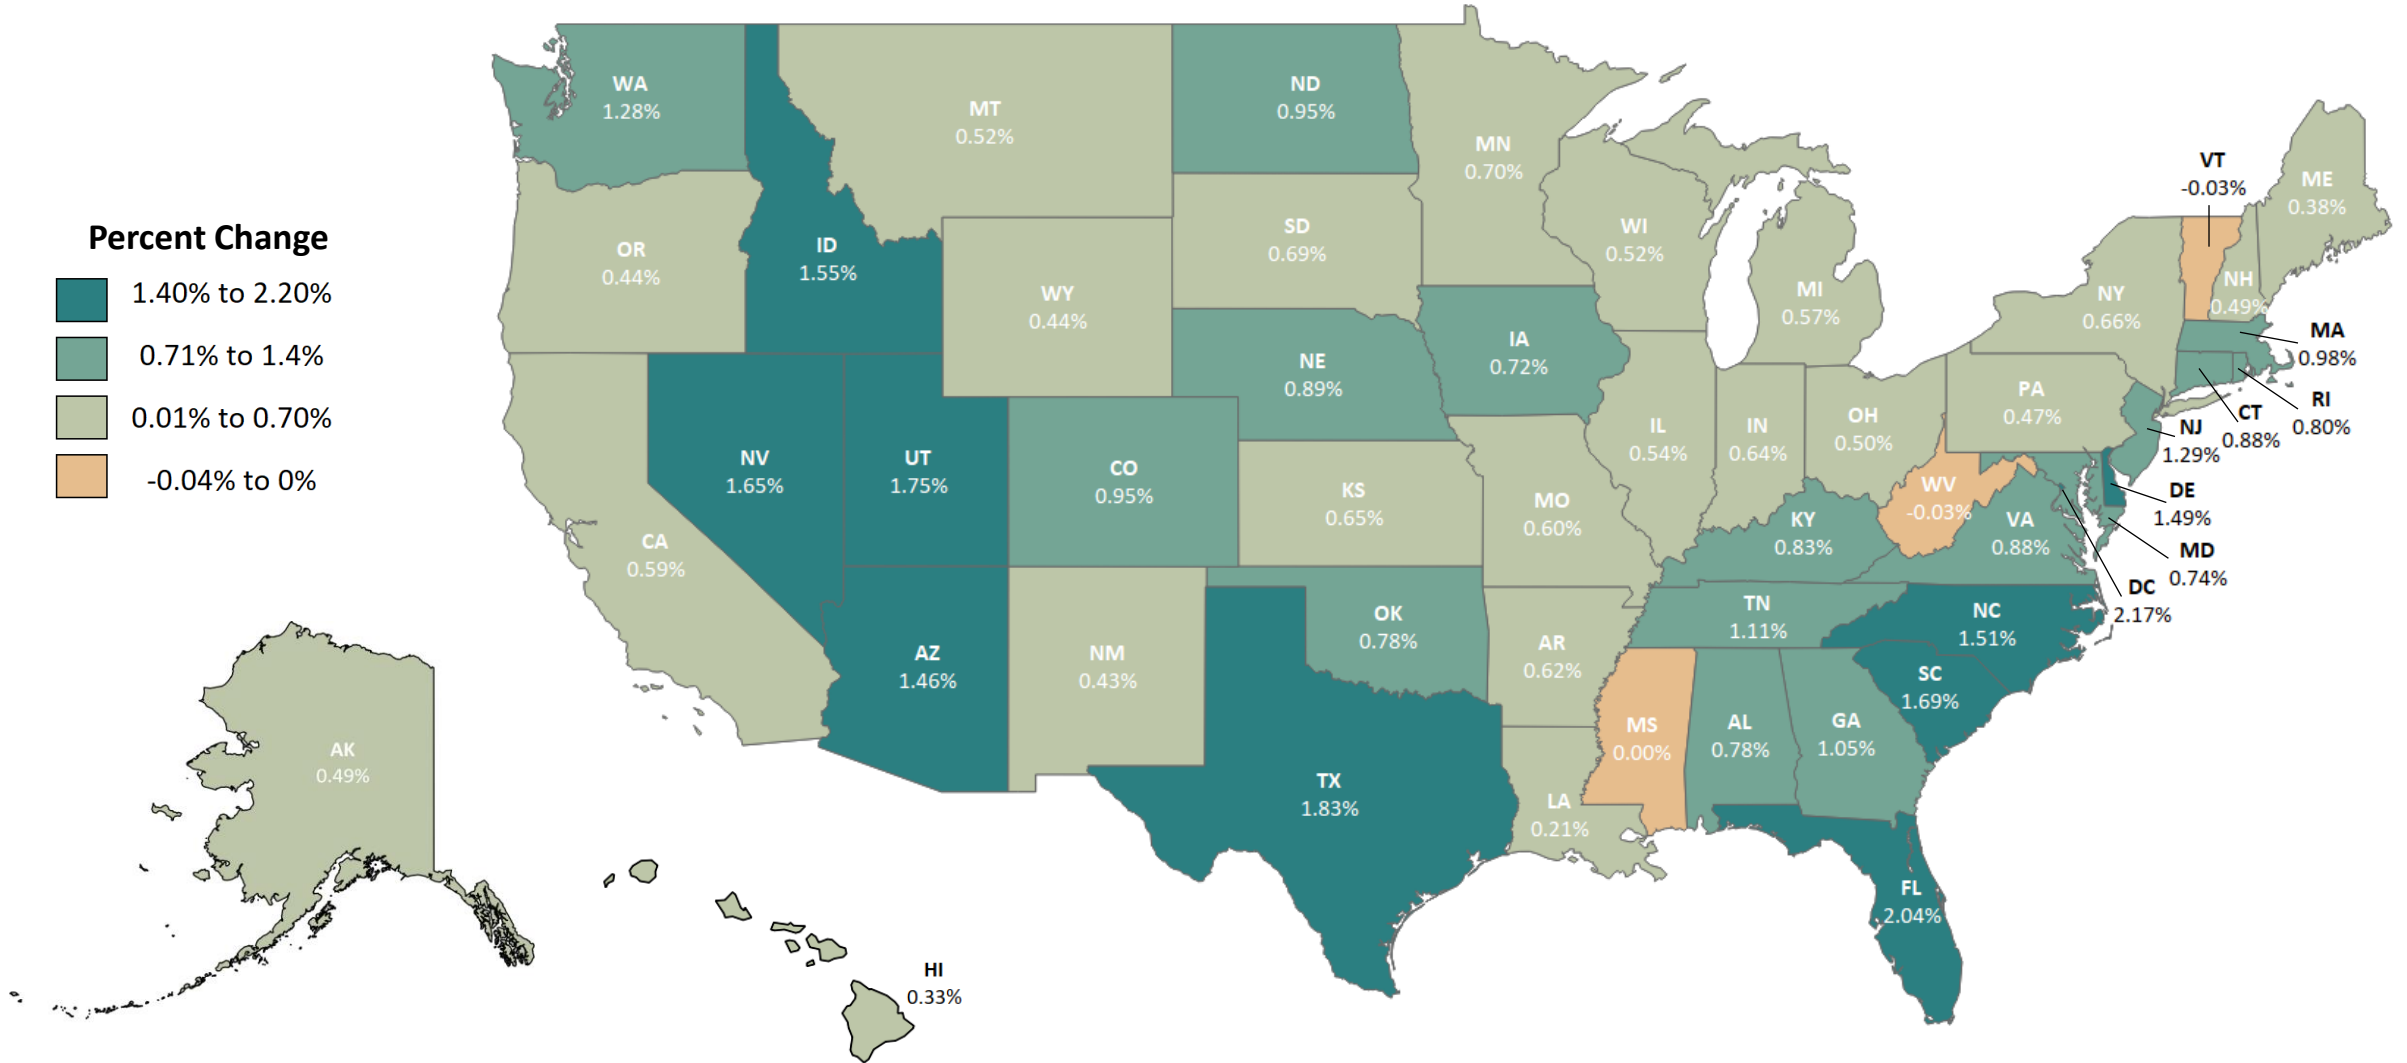 Percent Change
1.40% to 2.20%
0.71% to 1.4%
0.01% to 0.70%
-0.04% to 0%
WA
1.28%
OR
0.44%
CA
0.59%
ID
1.55%
NV
1.65%
UT
1.75%
AZ
1.46%
MT
0.52%
WY
0.44%
CO
0.95%
NM
0.43%
ND
0.95%
SD
0.69%
NE
0.89%
KS
0.65%
OK
0.78%
TX
1.83%
MN
0.70%
IA
0.72%
MO
0.60%
AR
0.62%
LA
0.21%
WI
0.52%
IL
0.54%
MI
0.57%
IN
0.64%
OH
0.50%
KY
0.83%
TN
1.11%
MS
0.00%
AL
0.78%
GA
1.05%
FL
2.04%
SC
1.69%
NC
1.51%
VA
0.88%
WV
-0.03%
PA
0.47%
NY
0.66%
VT
-0.03%
NH
0.49%
ME
0.38%
MA
0.98%
RI
0.80%
CT
0.88%
NJ
1.29%
DE
1.49%
MD
0.74%
DC
2.17%
AK
0.49%
HI
0.33%